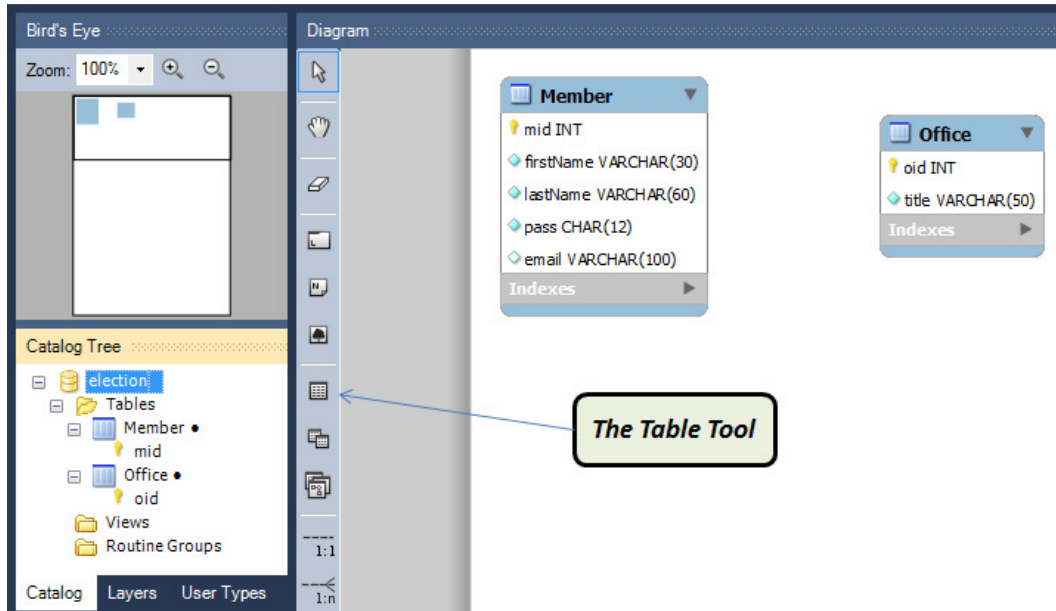 Bird's Eye
Zoom: 100%
Catalog Tree
election
Tables
Member
mid
Office
oid
Views
Routine Groups
Catalog Layers User Types
Diagram
L
N
1:1
1:n
Member
mid INT
firstName VARCHAR(30)
lastName VARCHAR(60)
pass CHAR(12)
email VARCHAR(100)
Indexes
Office
oid INT
title VARCHAR(50)
Indexes
The Table Tool